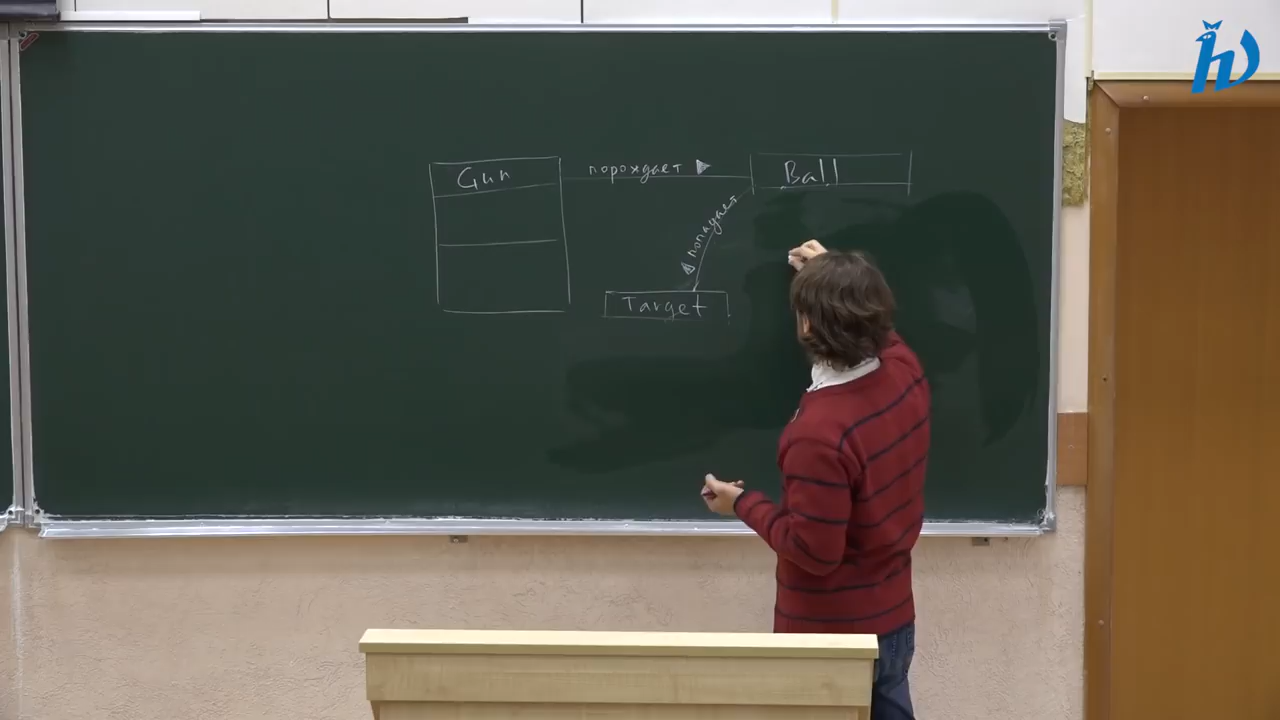 Gun
порождает
Ball
попадает
Target